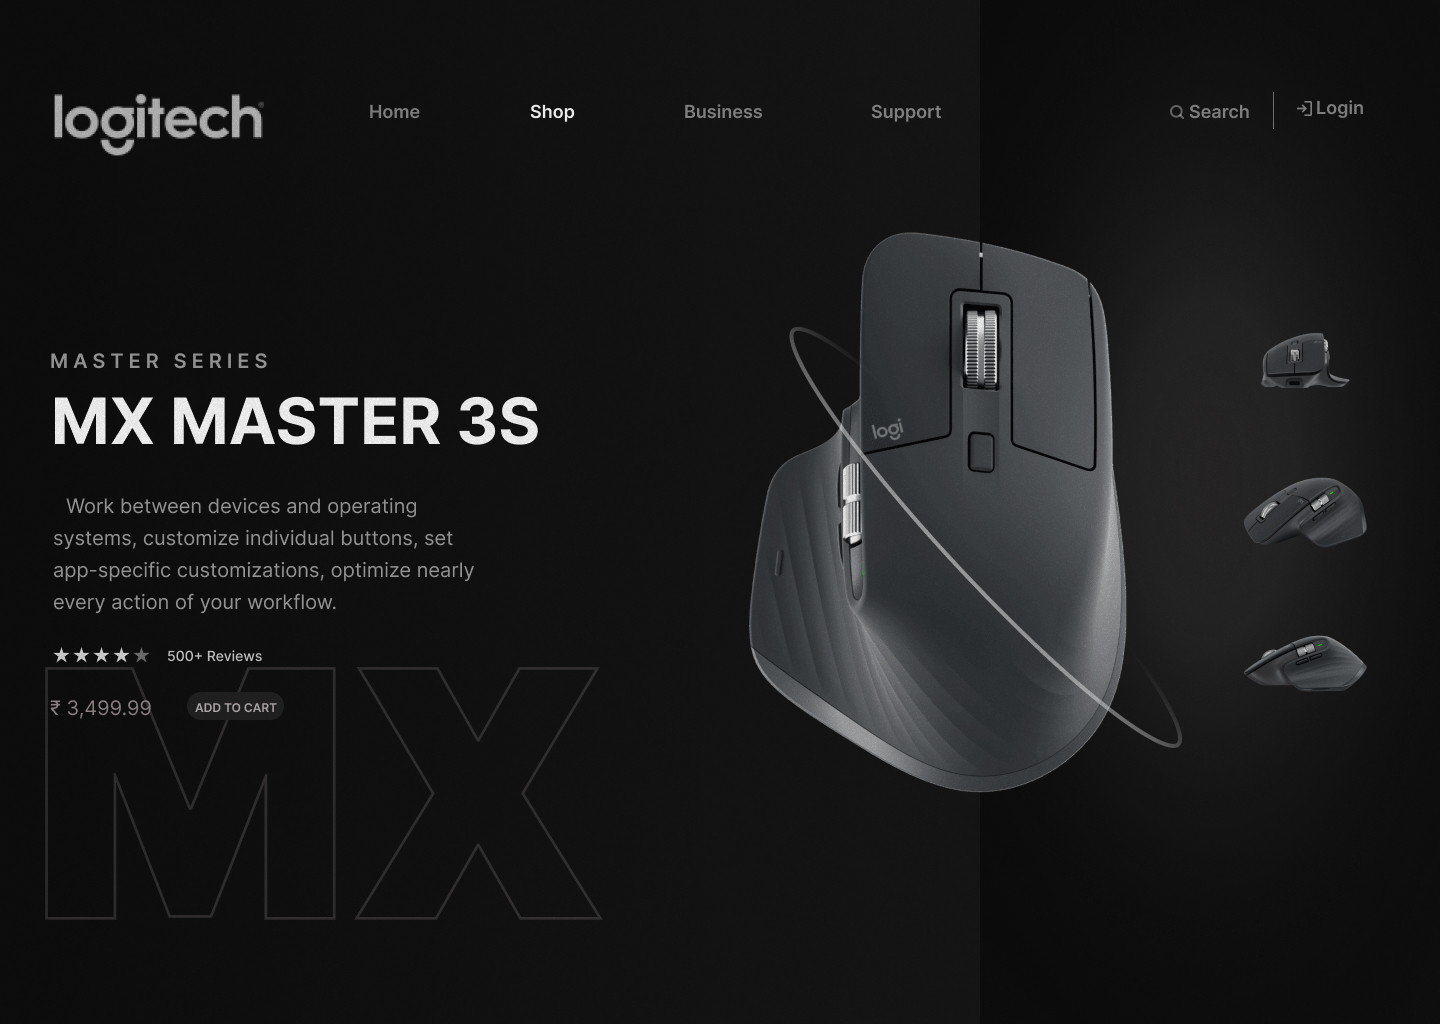 logitech
Home
Shop
Business
Support
Search
Login
MASTER SERIES
MX MASTER 3S
Work between devices and operating
systems, customize individual buttons, set
app-specific customizations, optimize nearly
every action of your workflow.
500+ Reviews
₹ 3,499.99
ADD TO CART
MX
logi